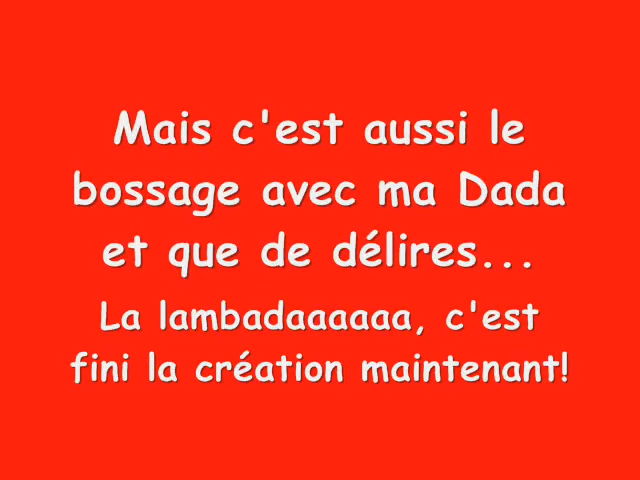 Mais c'est aussi le
bossage avec ma Dada
et que de délires...
La lambadaaaaaa, c'est
fini la création maintenant!